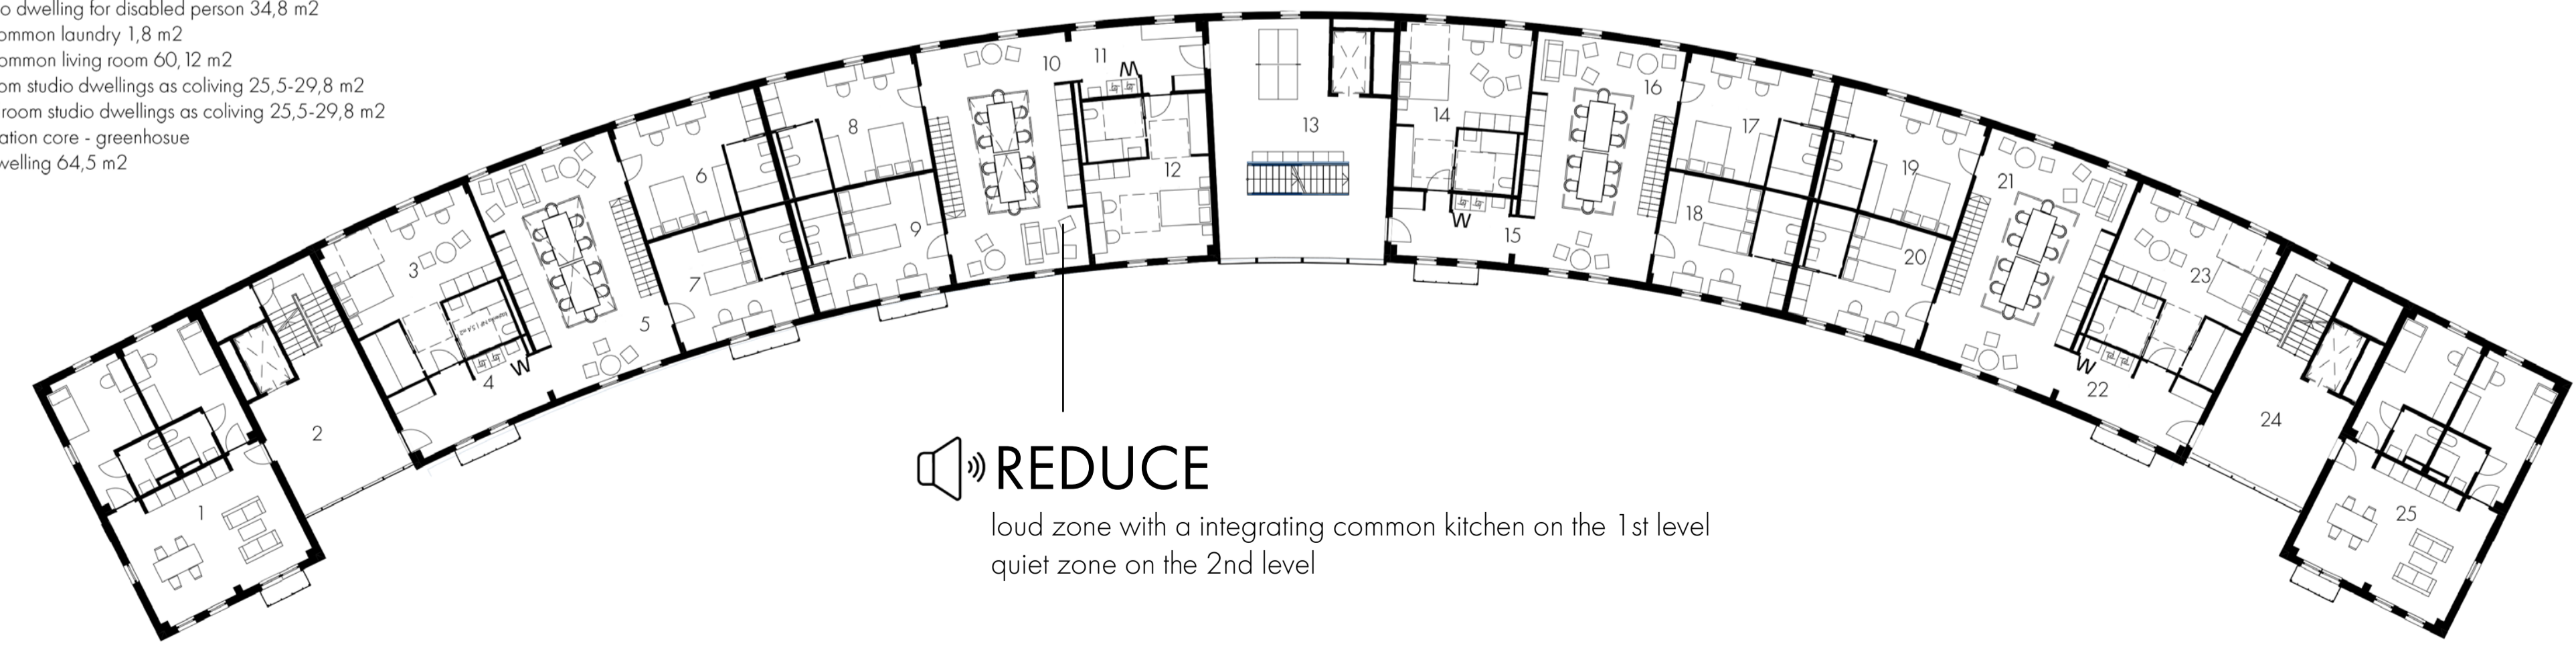 o dwelling for disabled person 34,8 m2
ommon laundry 1,8 m2
ommon living room 60,12 m2
om studio dwellings as coliving 25,5-29,8 m2
room studio dwellings as coliving 25,5-29,8 m2
ation core - greenhosue
welling 64,5 m2
1
2
3
4
W
5
6
7
8
9
10
11
W
12
13
14
15
W
16
17
18
19
20
21
22
W
23
24
25
REDUCE
loud zone with a integrating common kitchen on the 1st level
quiet zone on the 2nd level